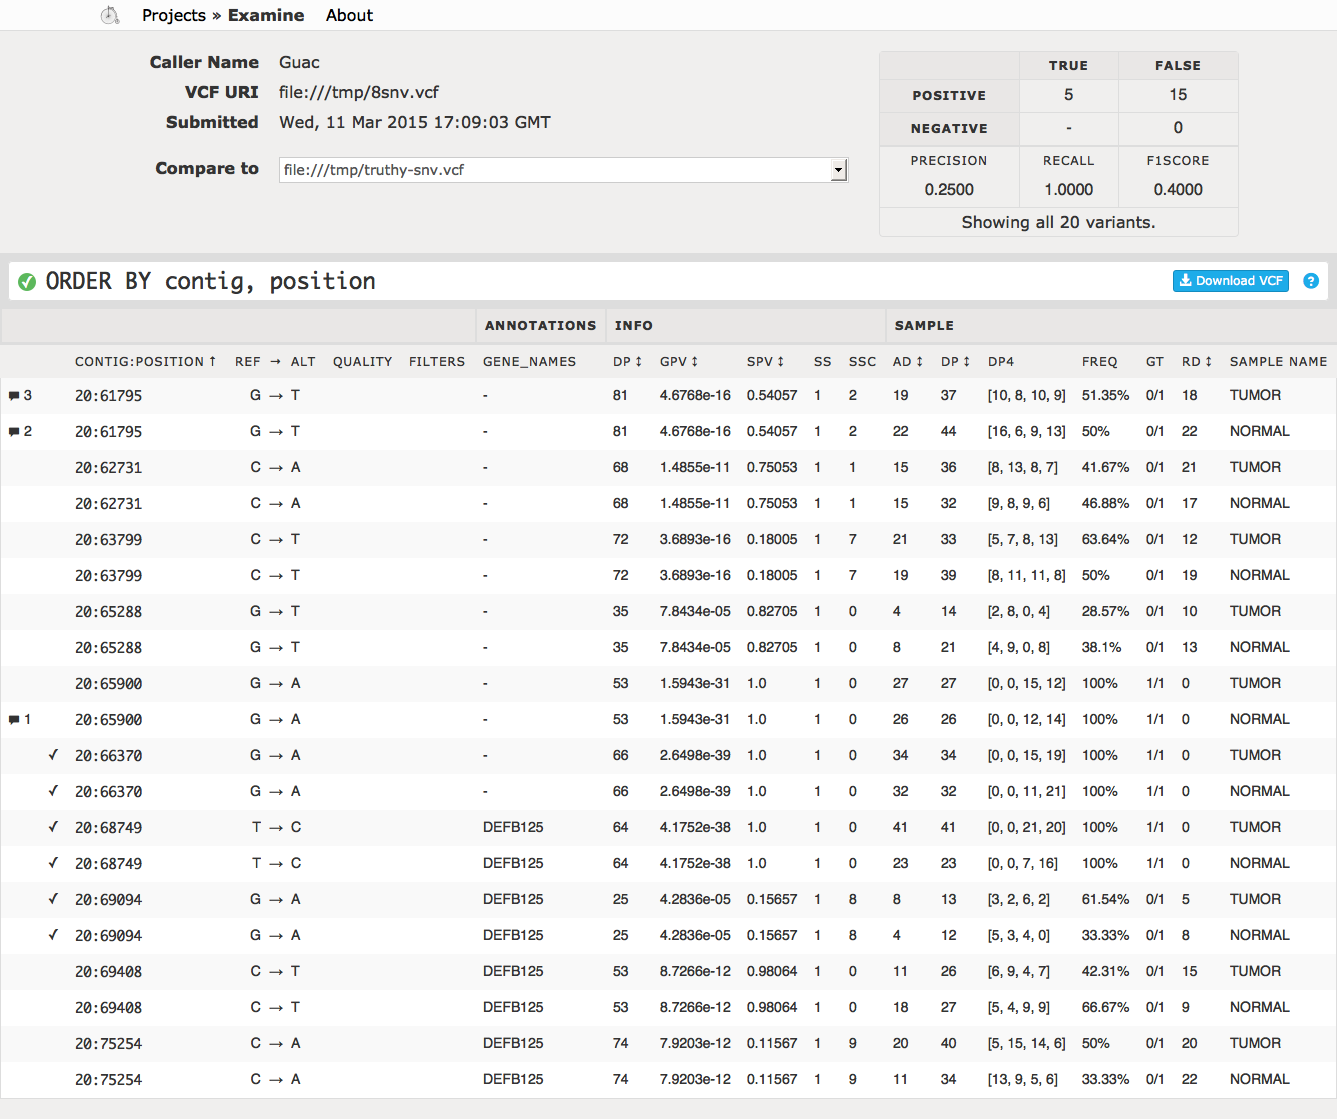 Projects » Examine About
Caller Name Guac
VCF URI file:///tmp/8snv.vcf
Submitted Wed, 11 Mar 2015 17:09:03 GMT
Compare to file:///tmp/truthy-snv.vcf
TRUE FALSE
POSITIVE 5 15
NEGATIVE - 0
PRECISION RECALL F1SCORE
0.2500 1.0000 0.4000
Showing all 20 variants.
ORDER BY contig, position Download VCF ?
ANNOTATIONS INFO SAMPLE
CONTIG:POSITION ↑ REF → ALT QUALITY FILTERS GENE_NAMES DP ↕ GPV ↕ SPV ↕ SS SSC AD ↕ DP ↕ DP4 FREQ GT RD ↕ SAMPLE NAME
3 20:61795 G → T - 81 4.6768e-16 0.54057 1 2 19 37 [10, 8, 10, 9] 51.35% 0/1 18 TUMOR
2 20:61795 G → T - 81 4.6768e-16 0.54057 1 2 22 44 [16, 6, 9, 13] 50% 0/1 22 NORMAL
20:62731 C → A - 68 1.4855e-11 0.75053 1 1 15 36 [8, 13, 8, 7] 41.67% 0/1 21 TUMOR
20:62731 C → A - 68 1.4855e-11 0.75053 1 1 15 32 [9, 8, 9, 6] 46.88% 0/1 17 NORMAL
20:63799 C → T - 72 3.6893e-16 0.18005 1 7 21 33 [5, 7, 8, 13] 63.64% 0/1 12 TUMOR
20:63799 C → T - 72 3.6893e-16 0.18005 1 7 19 39 [8, 11, 11, 8] 50% 0/1 19 NORMAL
20:65288 G → T - 35 7.8434e-05 0.82705 1 0 4 14 [2, 8, 0, 4] 28.57% 0/1 10 TUMOR
20:65288 G → T - 35 7.8434e-05 0.82705 1 0 8 21 [4, 9, 0, 8] 38.1% 0/1 13 NORMAL
20:65900 G → A - 53 1.5943e-31 1.0 1 0 27 27 [0, 0, 15, 12] 100% 1/1 0 TUMOR
1 20:65900 G → A - 53 1.5943e-31 1.0 1 0 26 26 [0, 0, 12, 14] 100% 1/1 0 NORMAL
✓ 20:66370 G → A - 66 2.6498e-39 1.0 1 0 34 34 [0, 0, 15, 19] 100% 1/1 0 TUMOR
✓ 20:66370 G → A - 66 2.6498e-39 1.0 1 0 32 32 [0, 0, 11, 21] 100% 1/1 0 NORMAL
✓ 20:68749 T → C DEFB125 64 4.1752e-38 1.0 1 0 41 41 [0, 0, 21, 20] 100% 1/1 0 TUMOR
✓ 20:68749 T → C DEFB125 64 4.1752e-38 1.0 1 0 23 23 [0, 0, 7, 16] 100% 1/1 0 NORMAL
✓ 20:69094 G → A DEFB125 25 4.2836e-05 0.15657 1 8 8 13 [3, 2, 6, 2] 61.54% 0/1 5 TUMOR
✓ 20:69094 G → A DEFB125 25 4.2836e-05 0.15657 1 8 4 12 [5, 3, 4, 0] 33.33% 0/1 8 NORMAL
20:69408 C → T DEFB125 53 8.7266e-12 0.98064 1 0 11 26 [6, 9, 4, 7] 42.31% 0/1 15 TUMOR
20:69408 C → T DEFB125 53 8.7266e-12 0.98064 1 0 18 27 [5, 4, 9, 9] 66.67% 0/1 9 NORMAL
20:75254 C → A DEFB125 74 7.9203e-12 0.11567 1 9 20 40 [5, 15, 14, 6] 50% 0/1 20 TUMOR
20:75254 C → A DEFB125 74 7.9203e-12 0.11567 1 9 11 34 [13, 9, 5, 6] 33.33% 0/1 22 NORMAL